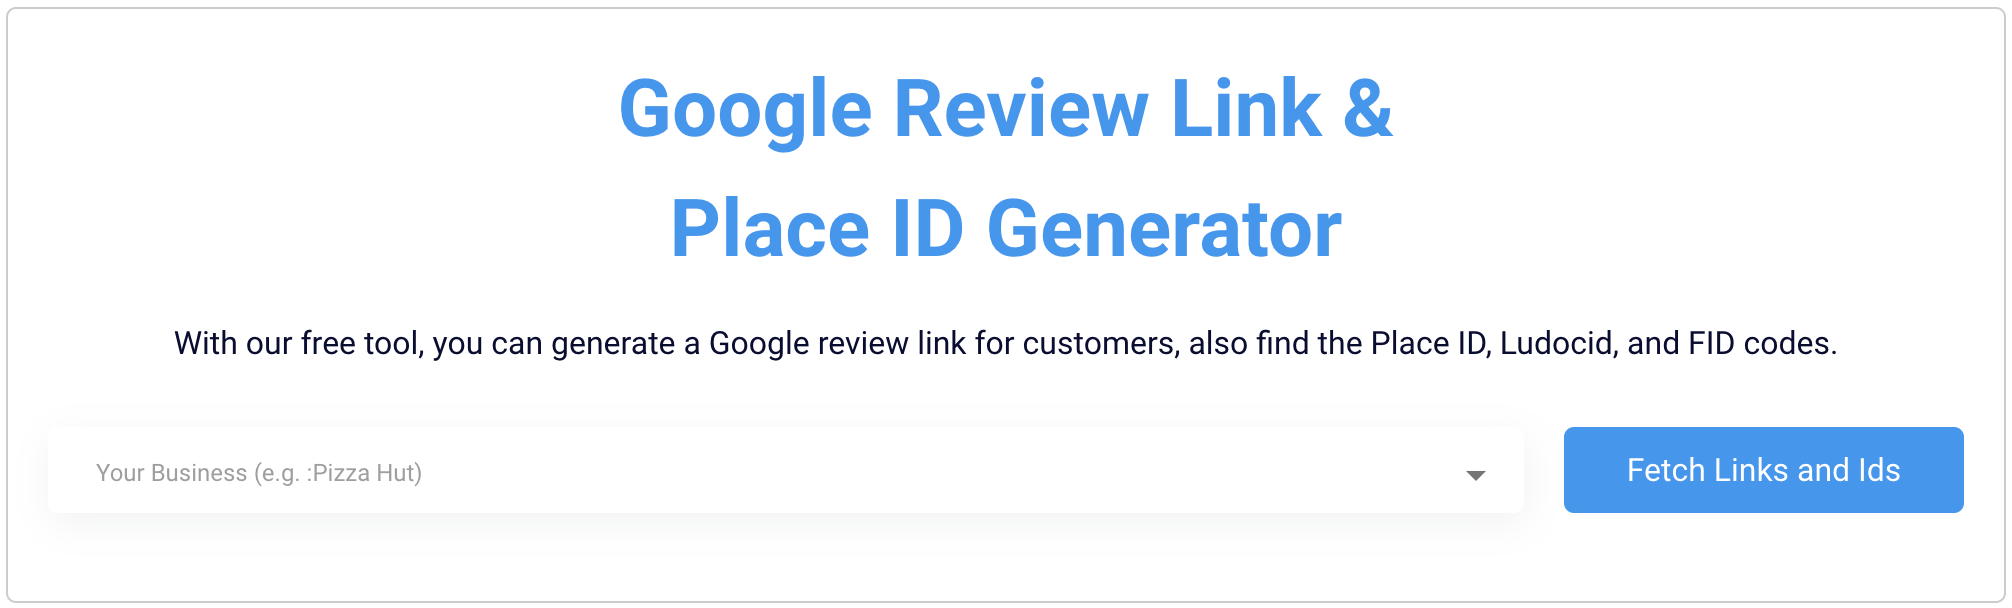 Google Review Link &
Place ID Generator
With our free tool, you can generate a Google review link for customers, also find the Place ID, Ludocid, and FID codes.
Your Business (e.g. :Pizza Hut)
Fetch Links and Ids